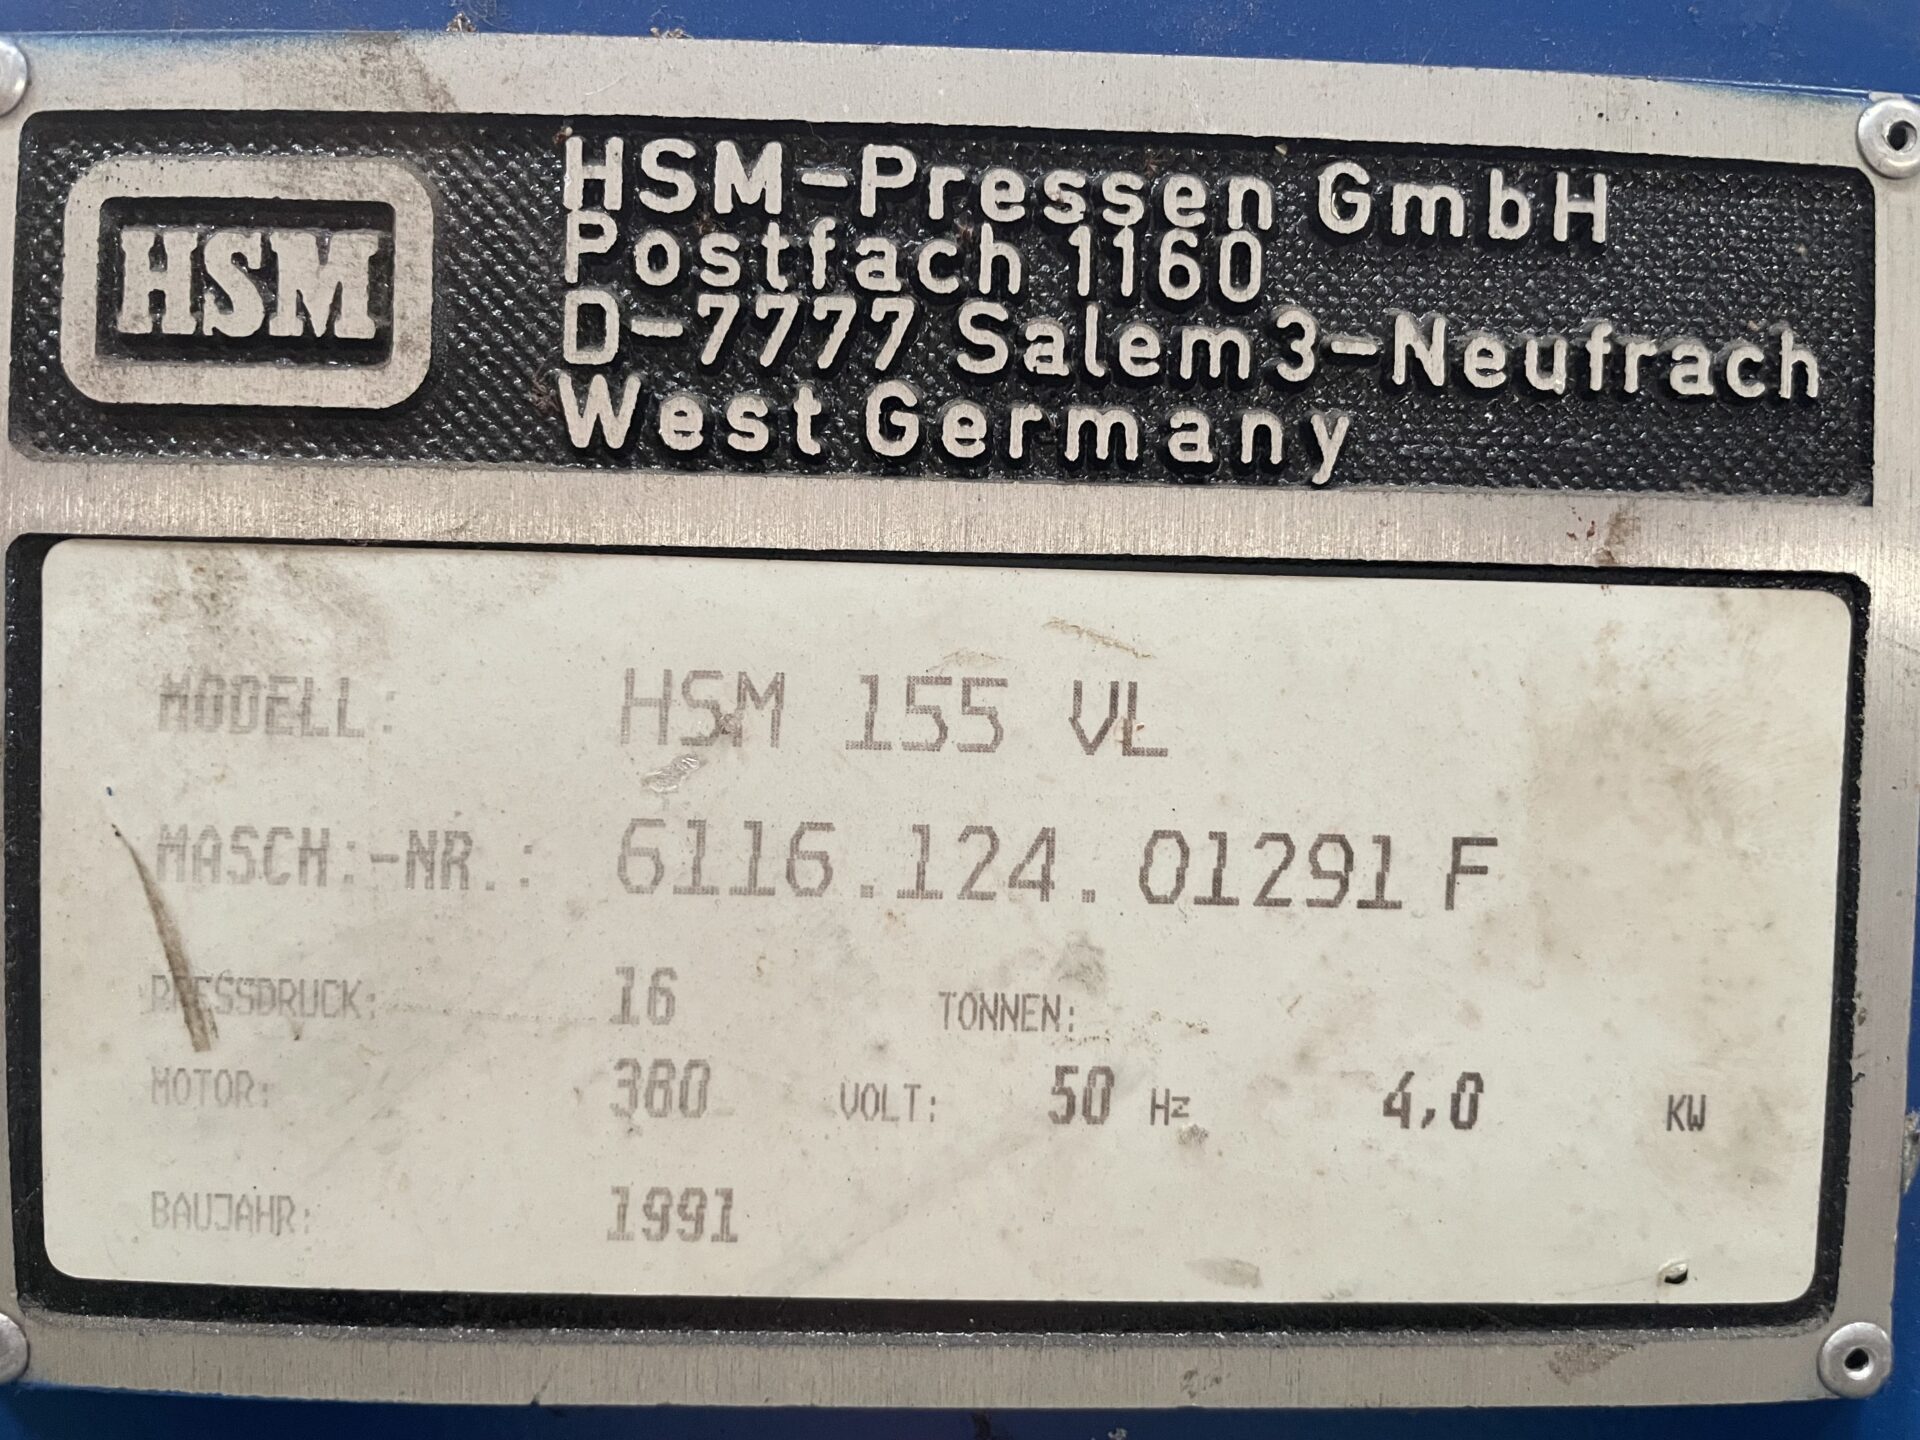 HSM
HSM-Pressen GmbH
Postfach 1160
D-7777 Salem 3-Neufrach
West Germany
MODELL: HSM 155 VL
MASCH:-NR.: 6116.124.01291 F
PRESSDRUCK: 16 TONNEN:
MOTOR: 380 VOLT: 50 Hz 4,0 KW
BAUJAHR: 1991